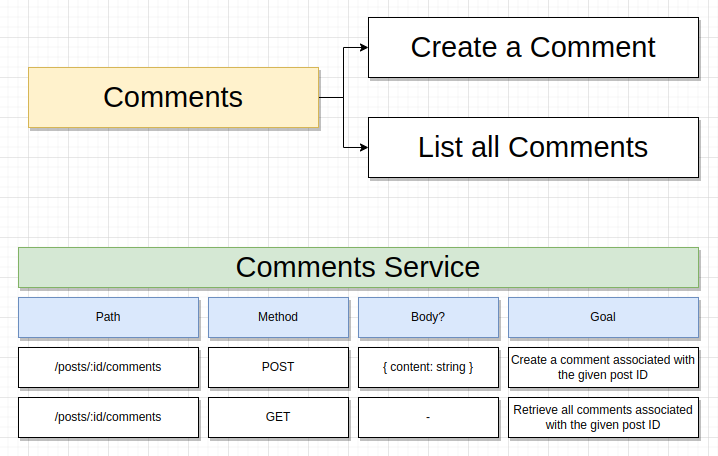 Create a Comment
Comments
List all Comments
Comments Service
Path Method Body? Goal
/posts/:id/comments POST { content: string } Create a comment associated with
the given post ID
/posts/:id/comments GET - Retrieve all comments associated
with the given post ID